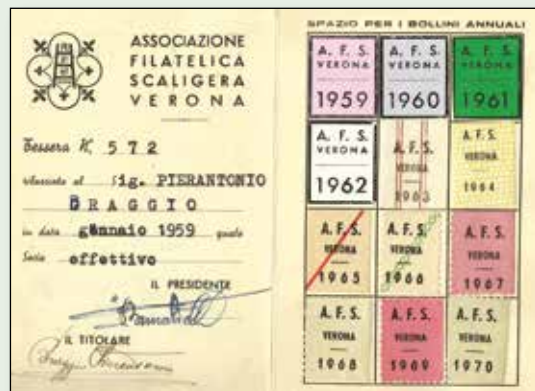 ASSOCIAZIONE
FILATELICA
SCALIGERA
VERONA
Tessera N. 572
rilasciata al Sig. PIERANTONIO
BRAGGIO
in data gennaio 1959 quale
Socio effettivo
IL PRESIDENTE
IL TITOLARE
SPAZIO PER I BOLLINI ANNUALI
A. F. S.
VERONA
1959
A. F. S.
VERONA
1960
A. F. S.
VERONA
1961
A. F. S.
VERONA
1962
A. F. S.
VERONA
1963
A. F. S.
VERONA
1964
A. F. S.
VERONA
1965
A. F. S.
VERONA
1966
A. F. S.
VERONA
1967
A. F. S.
VERONA
1968
A. F. S.
VERONA
1969
A. F. S.
VERONA
1970